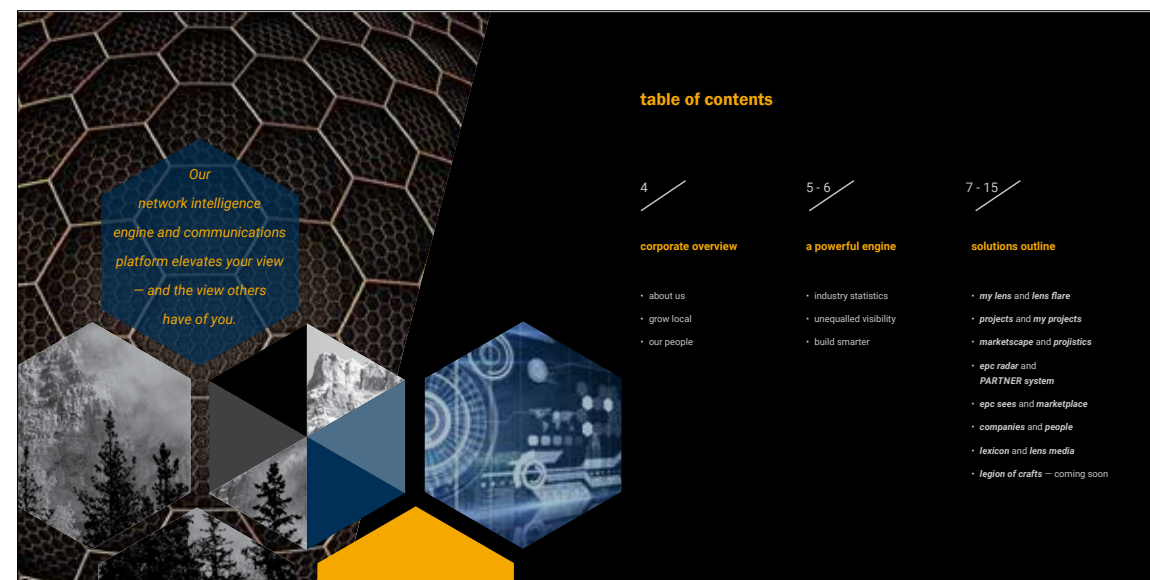 Our
network intelligence
engine and communications
platform elevates your view
— and the view others
have of you.
table of contents
4
corporate overview
• about us
• grow local
• our people
5 - 6
a powerful engine
• industry statistics
• unequalled visibility
• build smarter
7 - 15
solutions outline
• my lens and lens flare
• projects and my projects
• marketscape and projistics
• epc radar and
PARTNER system
• epc sees and marketplace
• companies and people
• lexicon and lens media
• legion of crafts — coming soon